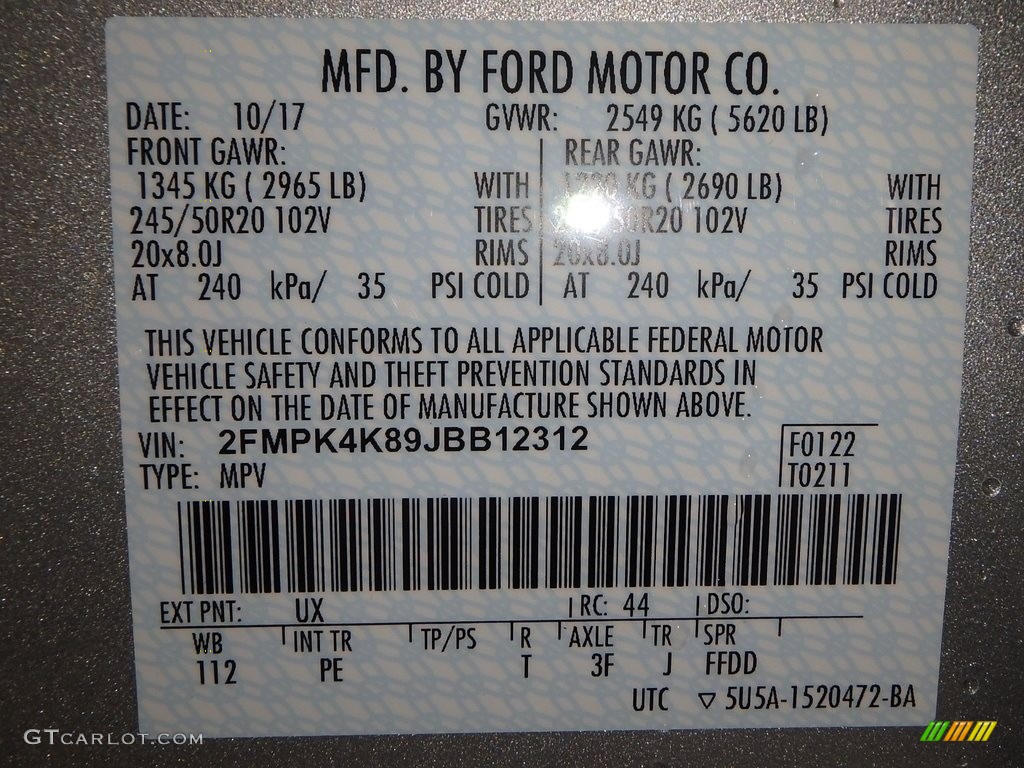 MFD. BY FORD MOTOR CO.
DATE: 10/17 GVWR: 2549 KG ( 5620 LB)
FRONT GAWR: REAR GAWR:
1345 KG ( 2965 LB) WITH KG ( 2690 LB) WITH
245/50R20 102V TIRES 102V TIRES
20x8.0J RIMS 20x8.0J RIMS
AT 240 kPa/ 35 PSI COLD AT 240 kPa/ 35 PSI COLD
THIS VEHICLE CONFORMS TO ALL APPLICABLE FEDERAL MOTOR
VEHICLE SAFETY AND THEFT PREVENTION STANDARDS IN
EFFECT ON THE DATE OF MANUFACTURE SHOWN ABOVE.
VIN: 2FMPK4K89JBB12312 F0122
TYPE: MPV T0211
EXT PNT: UX RC: 44 DSO:
WB INT TR TP/PS R AXLE TR SPR
112 PE T 3F J FFDD
UTC ▽ 5U5A-1520472-BA
GTCARLOT.COM